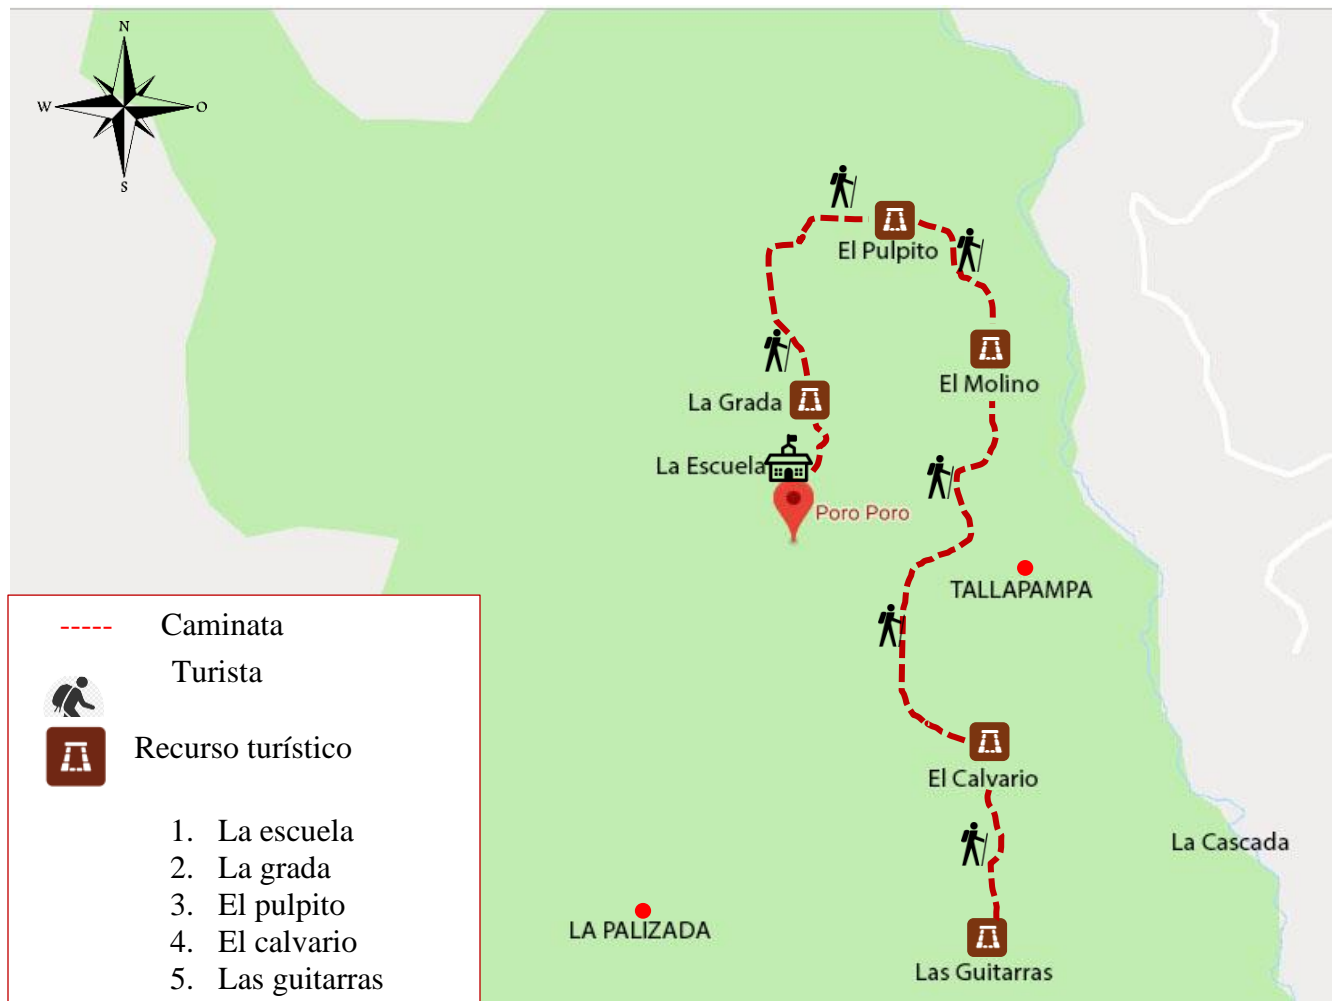 N
W O
S
El Pulpito
El Molino
La Grada
La Escuela
Poro Poro
TALLAPAMPA
El Calvario
La Cascada
LA PALIZADA
Las Guitarras
Caminata
Turista
Recurso turístico
1. La escuela
2. La grada
3. El pulpito
4. El calvario
5. Las guitarras